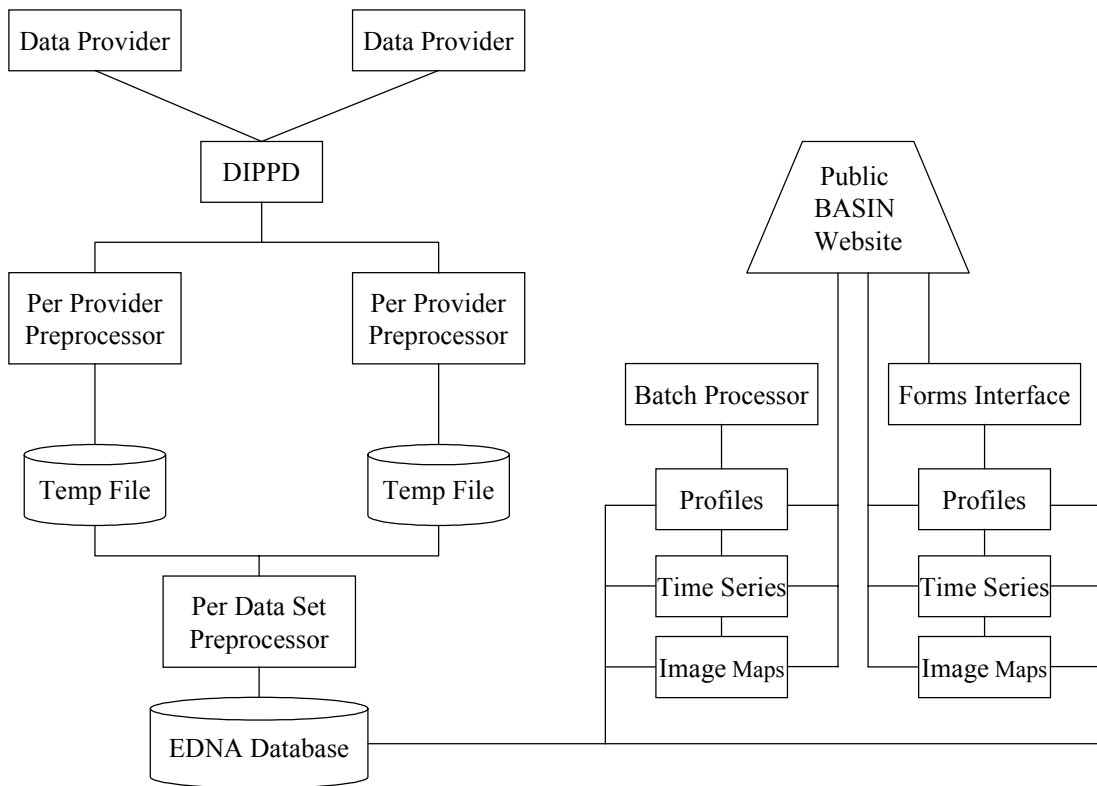 Data Provider
Data Provider
DIPPD
Public
BASIN
Website
Per Provider
Preprocessor
Per Provider
Preprocessor
Batch Processor
Forms Interface
Temp File
Temp File
Profiles
Profiles
Time Series
Time Series
Per Data Set
Preprocessor
Image Maps
Image Maps
EDNA Database